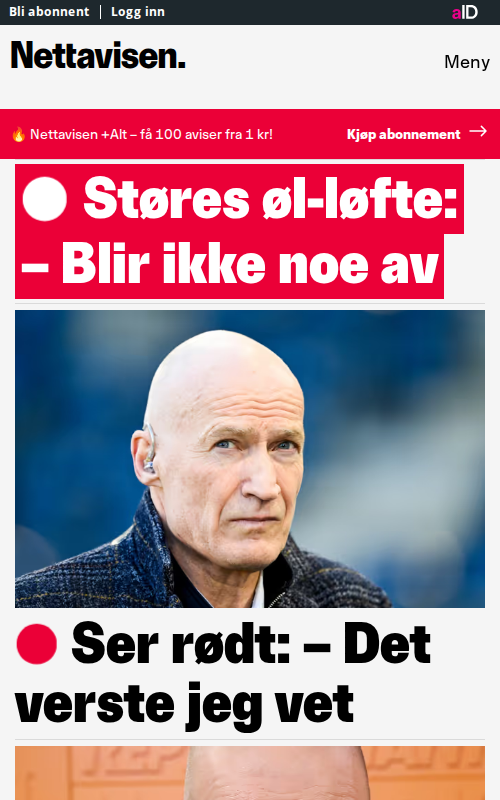 Bli abonnent | Logg inn aID
Nettavisen.
Meny
🔥 Nettavisen +Alt – få 100 aviser fra 1 kr! Kjøp abonnement →
Støres øl-løfte:
– Blir ikke noe av
Ser rødt: – Det
verste jeg vet